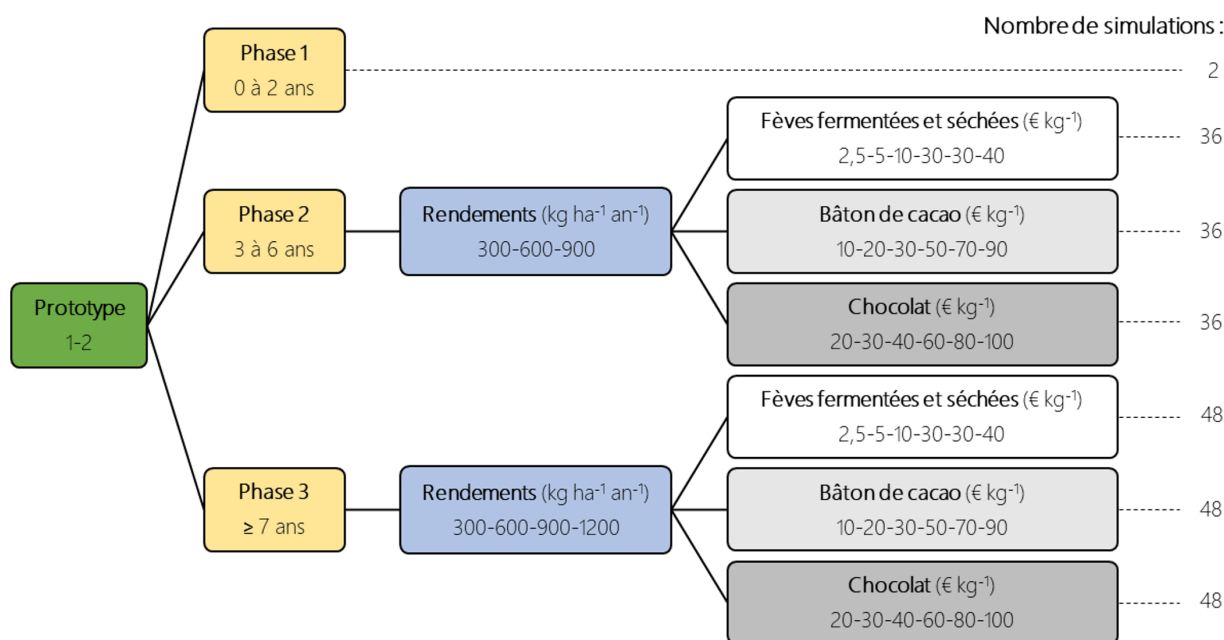 Nombre de simulations :
Phase 1
0 à 2 ans
2
Fèves fermentées et séchées (€ kg⁻¹)
2,5-5-10-30-30-40
36
Phase 2
3 à 6 ans
Rendements (kg ha⁻¹ an⁻¹)
300-600-900
Bâton de cacao (€ kg⁻¹)
10-20-30-50-70-90
36
Prototype
1-2
Chocolat (€ kg⁻¹)
20-30-40-60-80-100
36
Fèves fermentées et séchées (€ kg⁻¹)
2,5-5-10-30-30-40
48
Phase 3
≥ 7 ans
Rendements (kg ha⁻¹ an⁻¹)
300-600-900-1200
Bâton de cacao (€ kg⁻¹)
10-20-30-50-70-90
48
Chocolat (€ kg⁻¹)
20-30-40-60-80-100
48